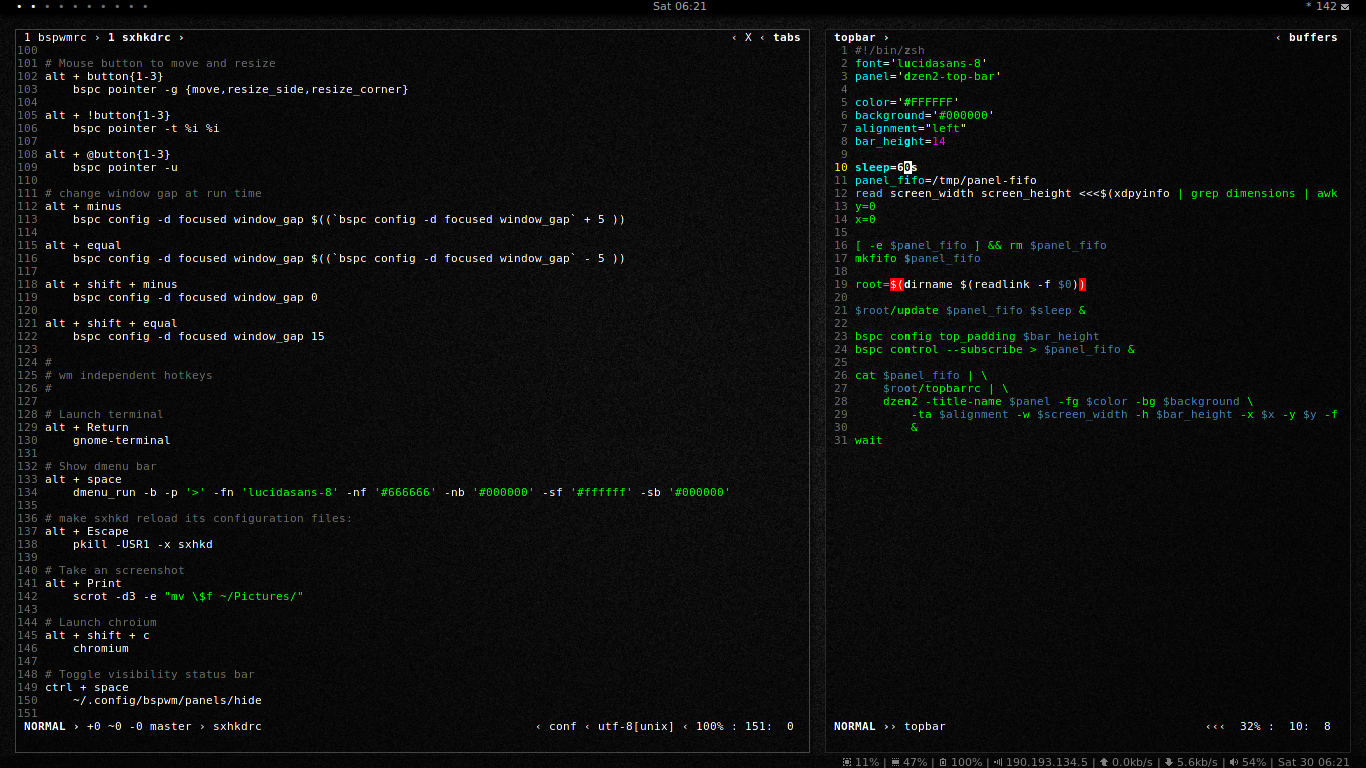 Sat 06:21
* 142
1 bspwmrc › 1 sxhkdrc ›
‹ X ‹ tabs
100
101 # Mouse button to move and resize
102 alt + button{1-3}
103     bspc pointer -g {move,resize_side,resize_corner}
104
105 alt + !button{1-3}
106     bspc pointer -t %i %i
107
108 alt + @button{1-3}
109     bspc pointer -u
110
111 # change window gap at run time
112 alt + minus
113     bspc config -d focused window_gap $((`bspc config -d focused window_gap` + 5 ))
114
115 alt + equal
116     bspc config -d focused window_gap $((`bspc config -d focused window_gap` - 5 ))
117
118 alt + shift + minus
119     bspc config -d focused window_gap 0
120
121 alt + shift + equal
122     bspc config -d focused window_gap 15
123
124 #
125 # wm independent hotkeys
126 #
127
128 # Launch terminal
129 alt + Return
130     gnome-terminal
131
132 # Show dmenu bar
133 alt + space
134     dmenu_run -b -p '>' -fn 'lucidasans-8' -nf '#666666' -nb '#000000' -sf '#ffffff' -sb '#000000'
135
136 # make sxhkd reload its configuration files:
137 alt + Escape
138     pkill -USR1 -x sxhkd
139
140 # Take an screenshot
141 alt + Print
142     scrot -d3 -e "mv \$f ~/Pictures/"
143
144 # Launch chroium
145 alt + shift + c
146     chromium
147
148 # Toggle visibility status bar
149 ctrl + space
150     ~/.config/bspwm/panels/hide
151
NORMAL › +0 ~0 -0 master › sxhkdrc
‹ conf ‹ utf-8[unix] ‹ 100% : 151:  0
topbar ›
‹ buffers
1 #!/bin/zsh
2 font='lucidasans-8'
3 panel='dzen2-top-bar'
4
5 color='#FFFFFF'
6 background='#000000'
7 alignment="left"
8 bar_height=14
9
10 sleep=60s
11 panel_fifo=/tmp/panel-fifo
12 read screen_width screen_height <<<$(xdpyinfo | grep dimensions | awk
13 y=0
14 x=0
15
16 [ -e $panel_fifo ] && rm $panel_fifo
17 mkfifo $panel_fifo
18
19 root=$(dirname $(readlink -f $0))
20
21 $root/update $panel_fifo $sleep &
22
23 bspc config top_padding $bar_height
24 bspc control --subscribe > $panel_fifo &
25
26 cat $panel_fifo | \
27     $root/topbarrc | \
28     dzen2 -title-name $panel -fg $color -bg $background \
29         -ta $alignment -w $screen_width -h $bar_height -x $x -y $y -f
30         &
31 wait
NORMAL ›› topbar
‹‹‹  32% :  10:  8
11% | 47% | 100% | 190.193.134.5 | 0.0kb/s | 5.6kb/s | 54% | Sat 30 06:21